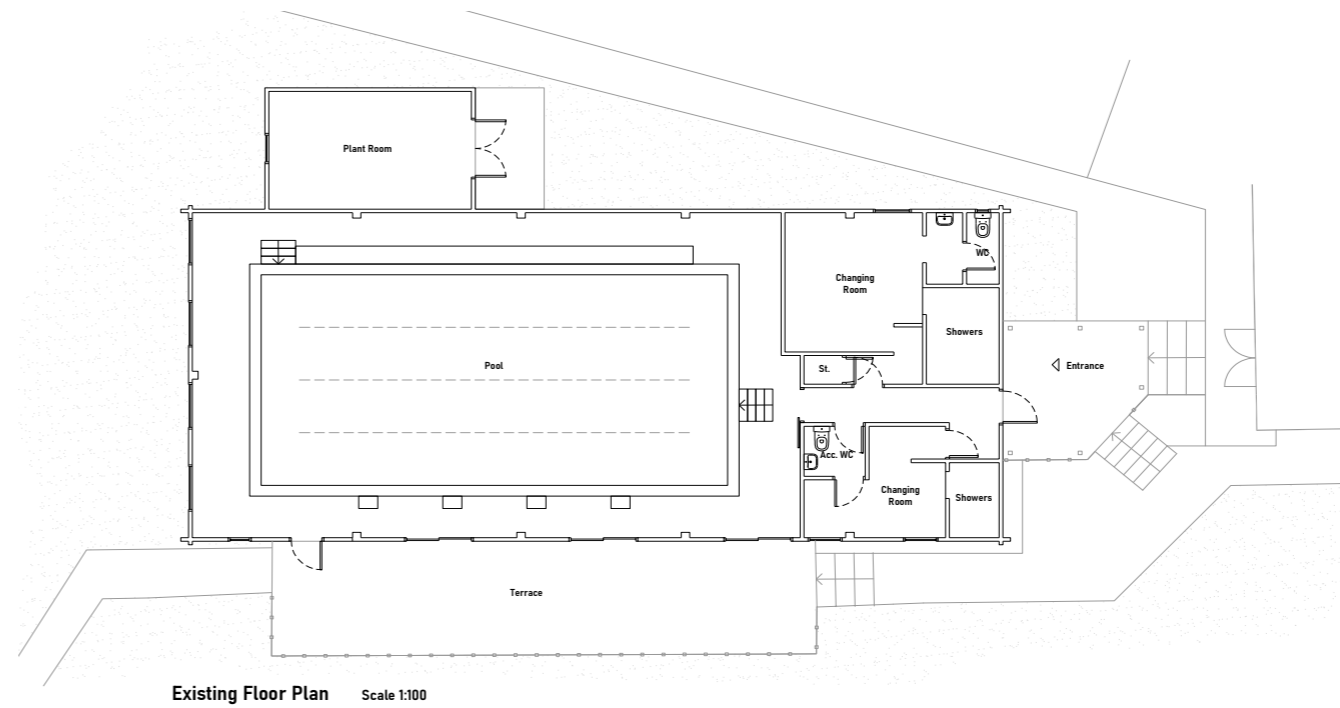 Plant Room
WC
Changing
Room
Showers
Pool
Entrance
St.
Acc. WC
Changing
Room
Showers
Terrace
Existing Floor Plan Scale 1:100